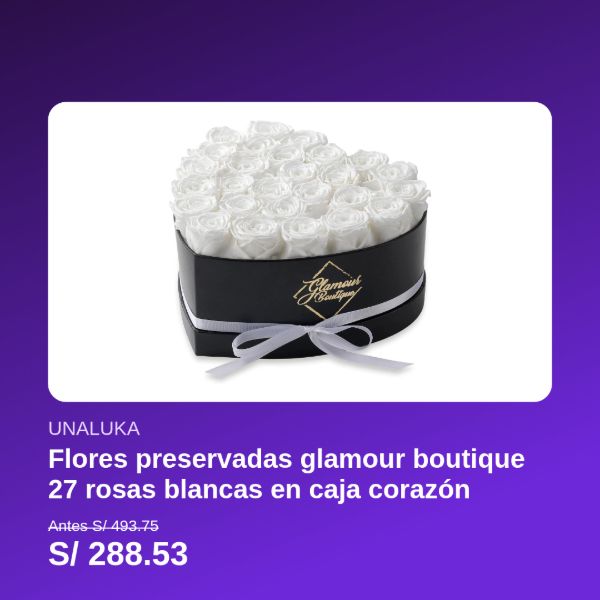 Glamour
Boutique
UNALUKA
Flores preservadas glamour boutique
27 rosas blancas en caja corazón
Antes S/ 493.75
S/ 288.53